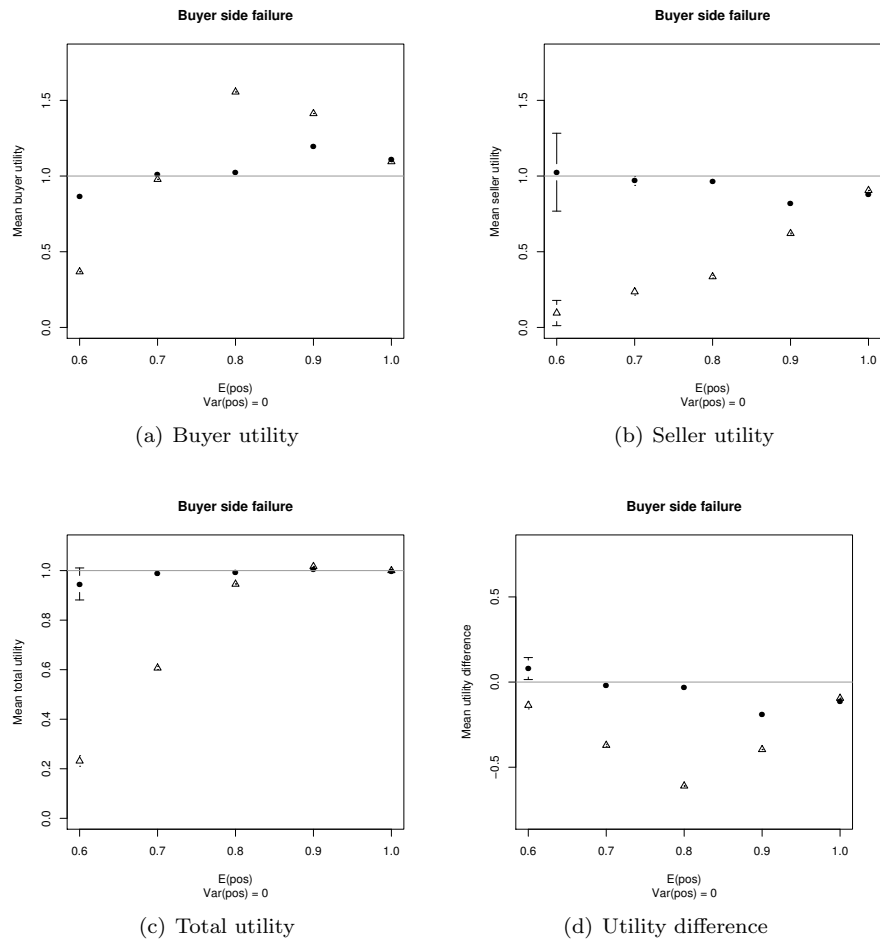 Buyer side failure
Mean buyer utility
0.0 0.5 1.0 1.5
0.6 0.7 0.8 0.9 1.0
E(pos)
Var(pos) = 0
(a) Buyer utility
Buyer side failure
Mean seller utility
0.0 0.5 1.0 1.5
0.6 0.7 0.8 0.9 1.0
E(pos)
Var(pos) = 0
(b) Seller utility
Buyer side failure
Mean total utility
0.0 0.2 0.4 0.6 0.8 1.0
0.6 0.7 0.8 0.9 1.0
E(pos)
Var(pos) = 0
(c) Total utility
Buyer side failure
Mean utility difference
−0.5 0.0 0.5
0.6 0.7 0.8 0.9 1.0
E(pos)
Var(pos) = 0
(d) Utility difference